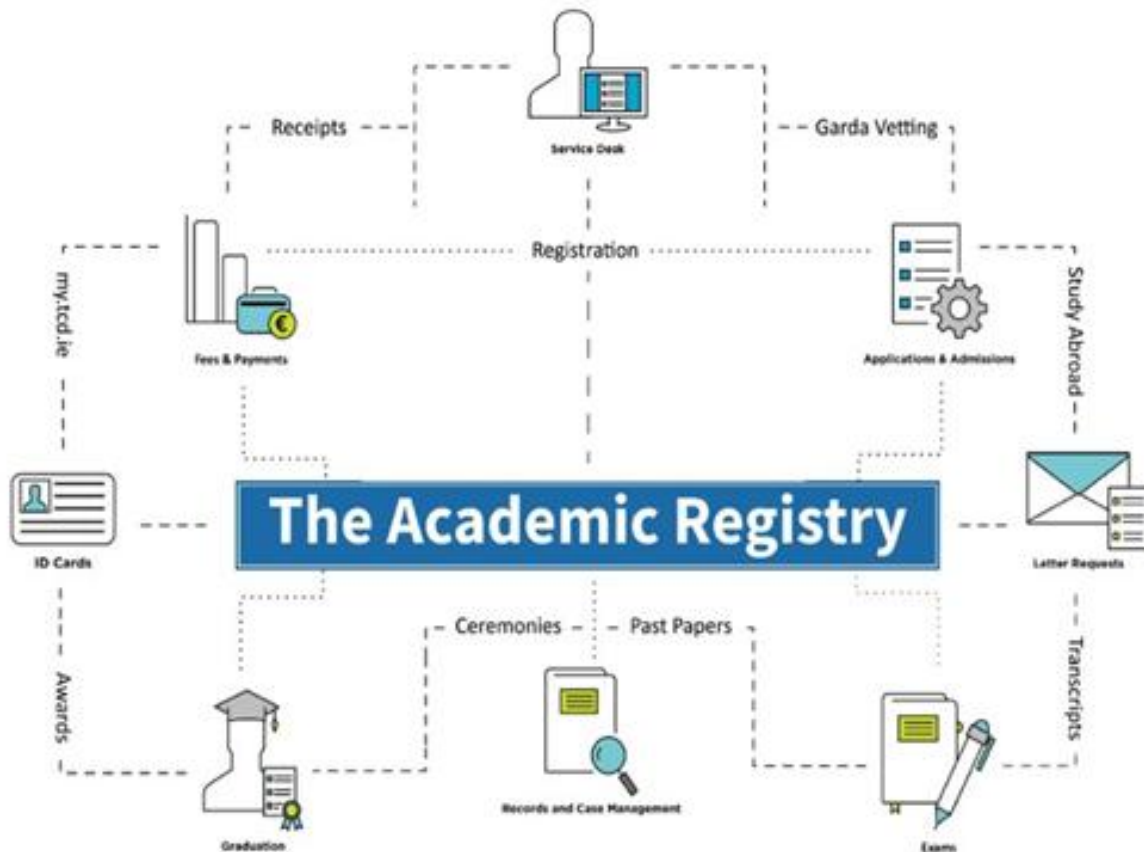 Service Desk
Receipts
Garda Vetting
Registration
my.tcd.ie
€
Fees & Payments
Applications & Admissions
Study Abroad
The Academic Registry
ID Cards
Letter Requests
Ceremonies
Past Papers
Awards
Transcripts
Records and Case Management
Graduation
Exams